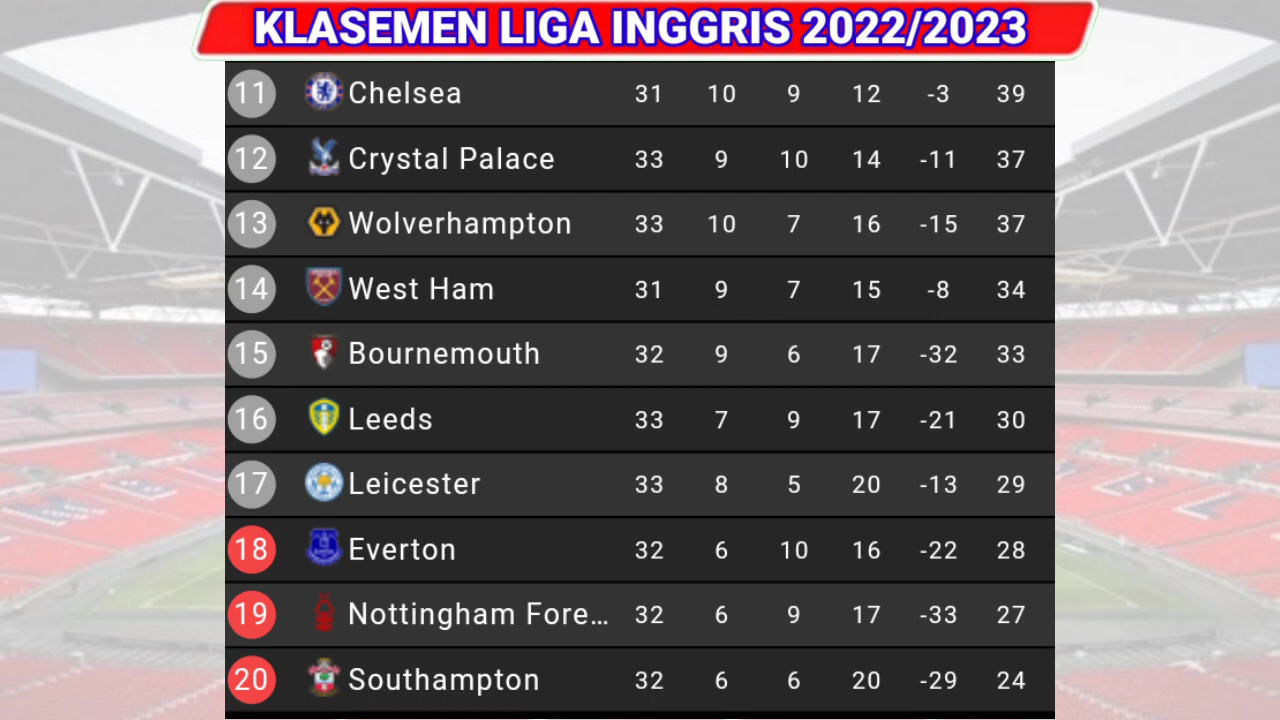 KLASEMEN LIGA INGGRIS 2022/2023
11 Chelsea 31 10 9 12 -3 39
12 Crystal Palace 33 9 10 14 -11 37
13 Wolverhampton 33 10 7 16 -15 37
14 West Ham 31 9 7 15 -8 34
15 Bournemouth 32 9 6 17 -32 33
16 Leeds 33 7 9 17 -21 30
17 Leicester 33 8 5 20 -13 29
18 Everton 32 6 10 16 -22 28
19 Nottingham Fore... 32 6 9 17 -33 27
20 Southampton 32 6 6 20 -29 24